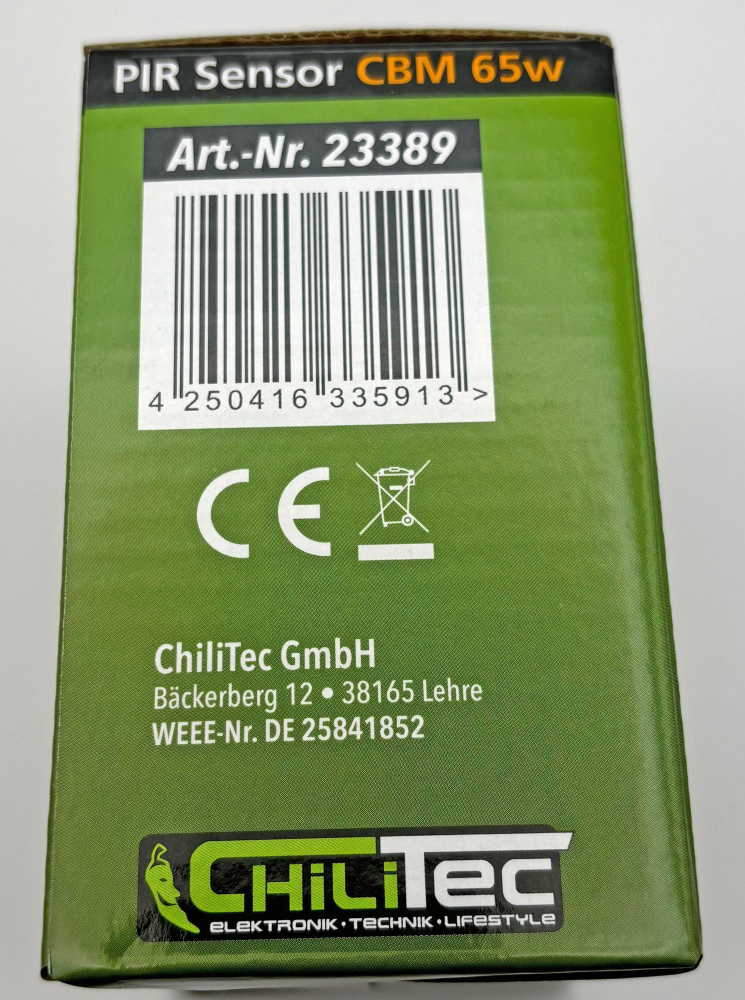 PIR Sensor CBM 65w
Art.-Nr. 23389
4 250416 335913 >
CE
ChiliTec GmbH
Bäckerberg 12 • 38165 Lehre
WEEE-Nr. DE 25841852
CHiLiTEC
ELEKTRONIK · TECHNIK · LIFESTYLE